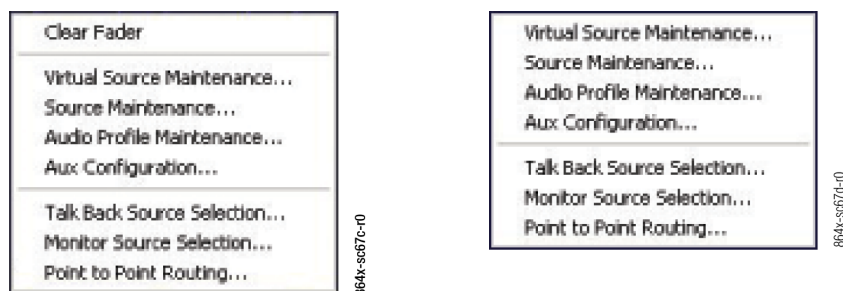 Clear Fader
Virtual Source Maintenance...
Source Maintenance...
Audio Profile Maintenance...
Aux Configuration...
Talk Back Source Selection...
Monitor Source Selection...
Point to Point Routing...
864x-sc67c-r0
Virtual Source Maintenance...
Source Maintenance...
Audio Profile Maintenance...
Aux Configuration...
Talk Back Source Selection...
Monitor Source Selection...
Point to Point Routing...
864x-sc67d-r0